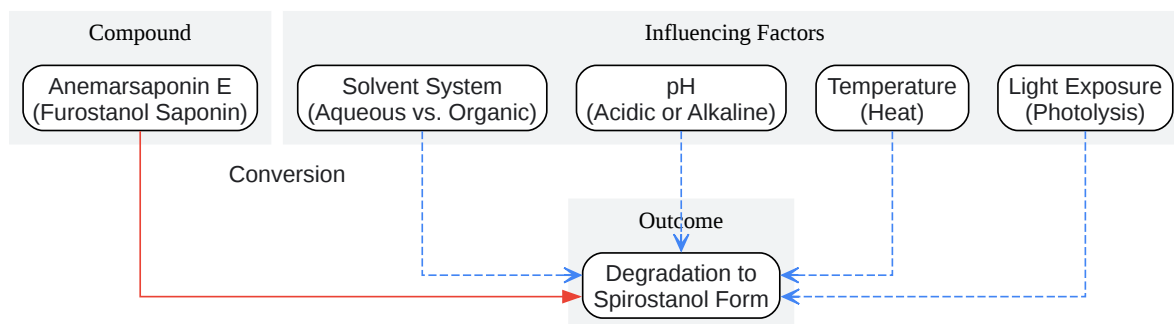 Compound
Influencing Factors
Anemarsaponin E
(Furostanol Saponin)
Solvent System
(Aqueous vs. Organic)
pH
(Acidic or Alkaline)
Temperature
(Heat)
Light Exposure
(Photolysis)
Conversion
Outcome
Degradation to
Spirostanol Form